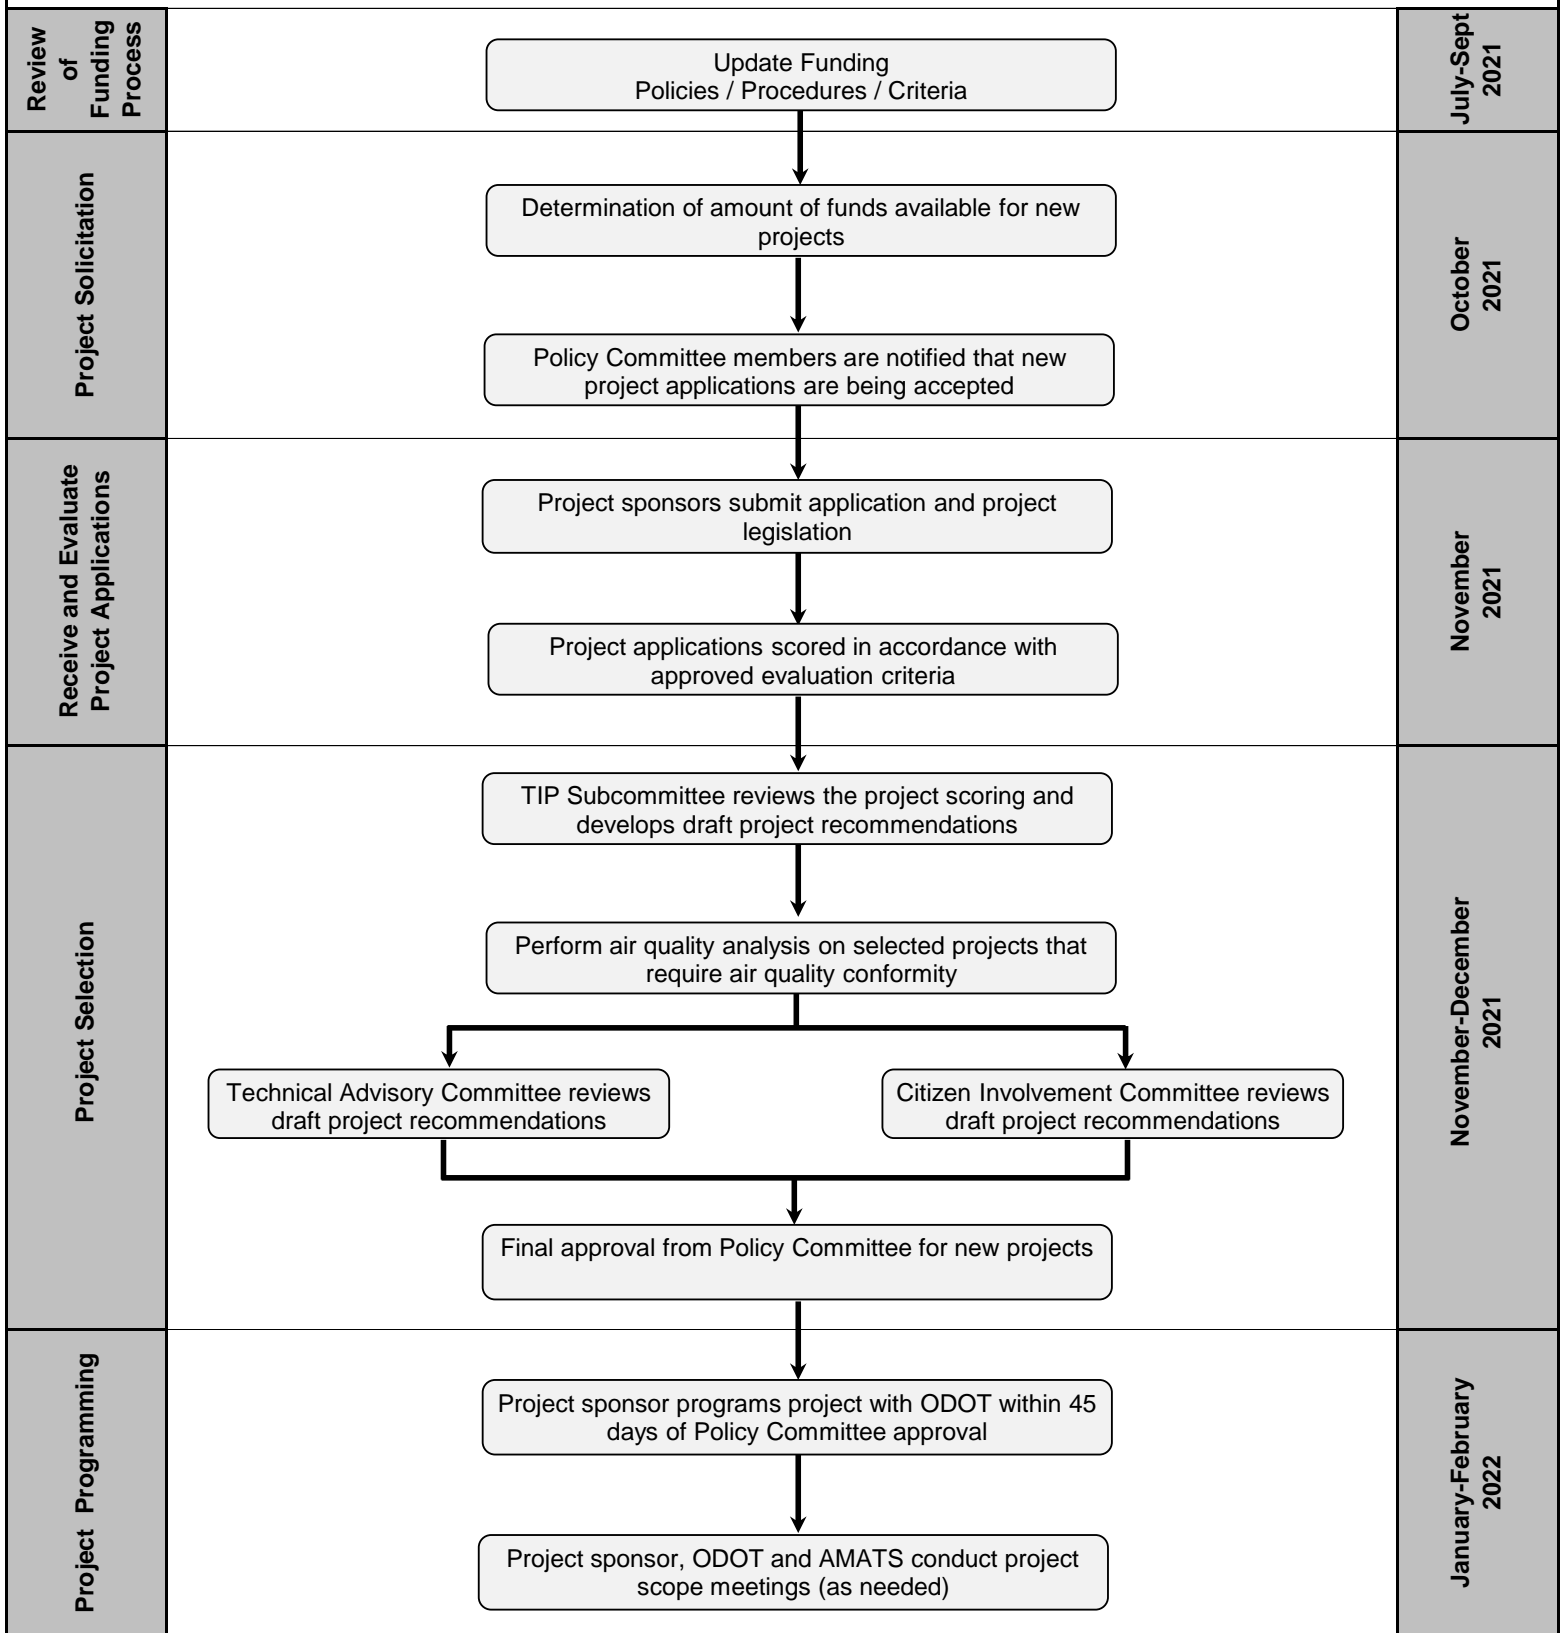 Review
of
Funding
Process
Update Funding
Policies / Procedures / Criteria
July-Sept
2021
Project Solicitation
Determination of amount of funds available for new
projects
Policy Committee members are notified that new
project applications are being accepted
October
2021
Receive and Evaluate
Project Applications
Project sponsors submit application and project
legislation
Project applications scored in accordance with
approved evaluation criteria
November
2021
Project Selection
TIP Subcommittee reviews the project scoring and
develops draft project recommendations
Perform air quality analysis on selected projects that
require air quality conformity
Technical Advisory Committee reviews
draft project recommendations
Citizen Involvement Committee reviews
draft project recommendations
Final approval from Policy Committee for new projects
November-December
2021
Project Programming
Project sponsor programs project with ODOT within 45
days of Policy Committee approval
Project sponsor, ODOT and AMATS conduct project
scope meetings (as needed)
January-February
2022